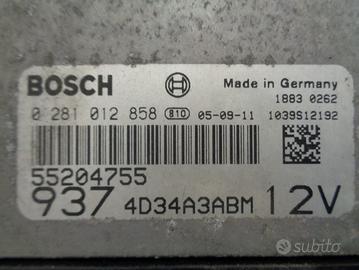 BOSCH Made in Germany
1883 0262
0 281 012 858 810 05-09-11 1039S12192
55204755
937 4D34A3ABM 12V
subito